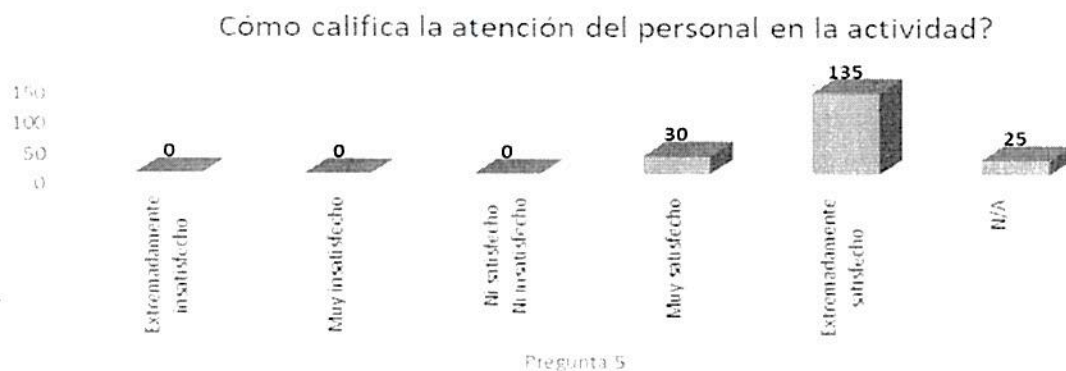 Cómo califica la atención del personal en la actividad?
150
100
50
0
0
0
0
30
135
25
Extremadamente
insatisfecho
Muy insatisfecho
Ni satisfecho
Ni insatisfecho
Muy satisfecho
Extremadamente
satisfecho
N/A
Pregunta 5